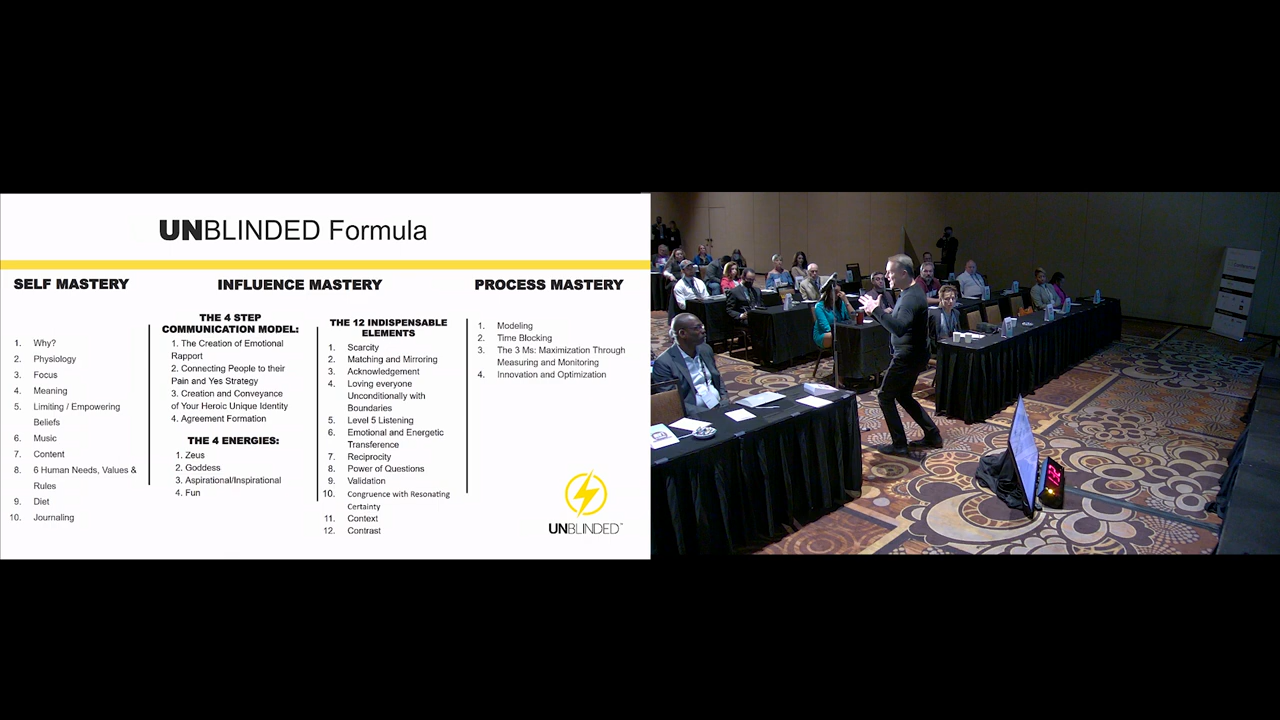 UNBLINDED Formula
SELF MASTERY
1. Why?
2. Physiology
3. Focus
4. Meaning
5. Limiting / Empowering
Beliefs
6. Music
7. Content
8. 6 Human Needs, Values &
Rules
9. Diet
10. Journaling
INFLUENCE MASTERY
THE 4 STEP
COMMUNICATION MODEL:
1. The Creation of Emotional
Rapport
2. Connecting People to their
Pain and Yes Strategy
3. Creation and Conveyance
of Your Heroic Unique Identity
4. Agreement Formation
THE 4 ENERGIES:
1. Zeus
2. Goddess
3. Aspirational/Inspirational
4. Fun
THE 12 INDISPENSABLE
ELEMENTS
1. Scarcity
2. Matching and Mirroring
3. Acknowledgement
4. Loving everyone
Unconditionally with
Boundaries
5. Level 5 Listening
6. Emotional and Energetic
Transference
7. Reciprocity
8. Power of Questions
9. Validation
10. Congruence with Resonating
Certainty
11. Context
12. Contrast
PROCESS MASTERY
1. Modeling
2. Time Blocking
3. The 3 Ms: Maximization Through
Measuring and Monitoring
4. Innovation and Optimization
UNBLINDED™